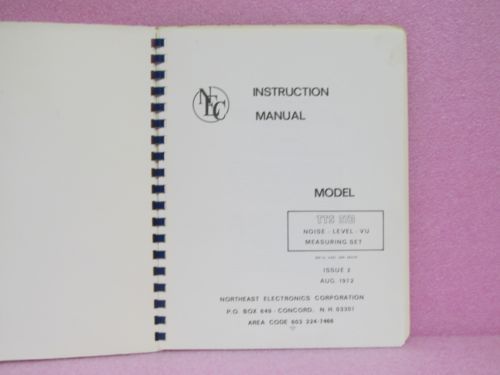 NEC
INSTRUCTION
MANUAL
MODEL
TTS
NOISE - LEVEL - VU
MEASURING SET
ISSUE 2
AUG. 1972
NORTHEAST ELECTRONICS CORPORATION
P.O. BOX 649 · CONCORD, N.H. 03301
AREA CODE 603 224-7466